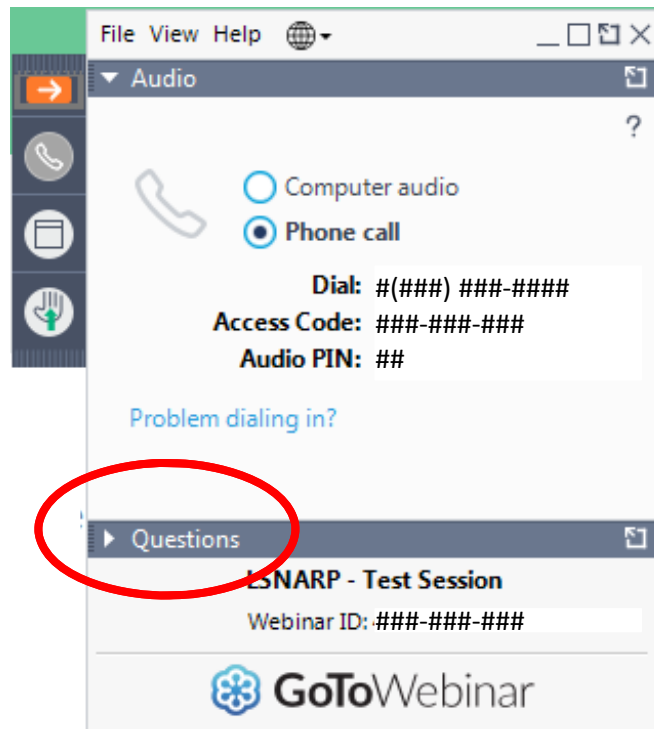 File View Help
Audio
?
Computer audio
Phone call
Dial: #(###) ###-####
Access Code: ###-###-###
Audio PIN: ##
Problem dialing in?
Questions
LSNARP - Test Session
Webinar ID: ###-###-###
GoToWebinar